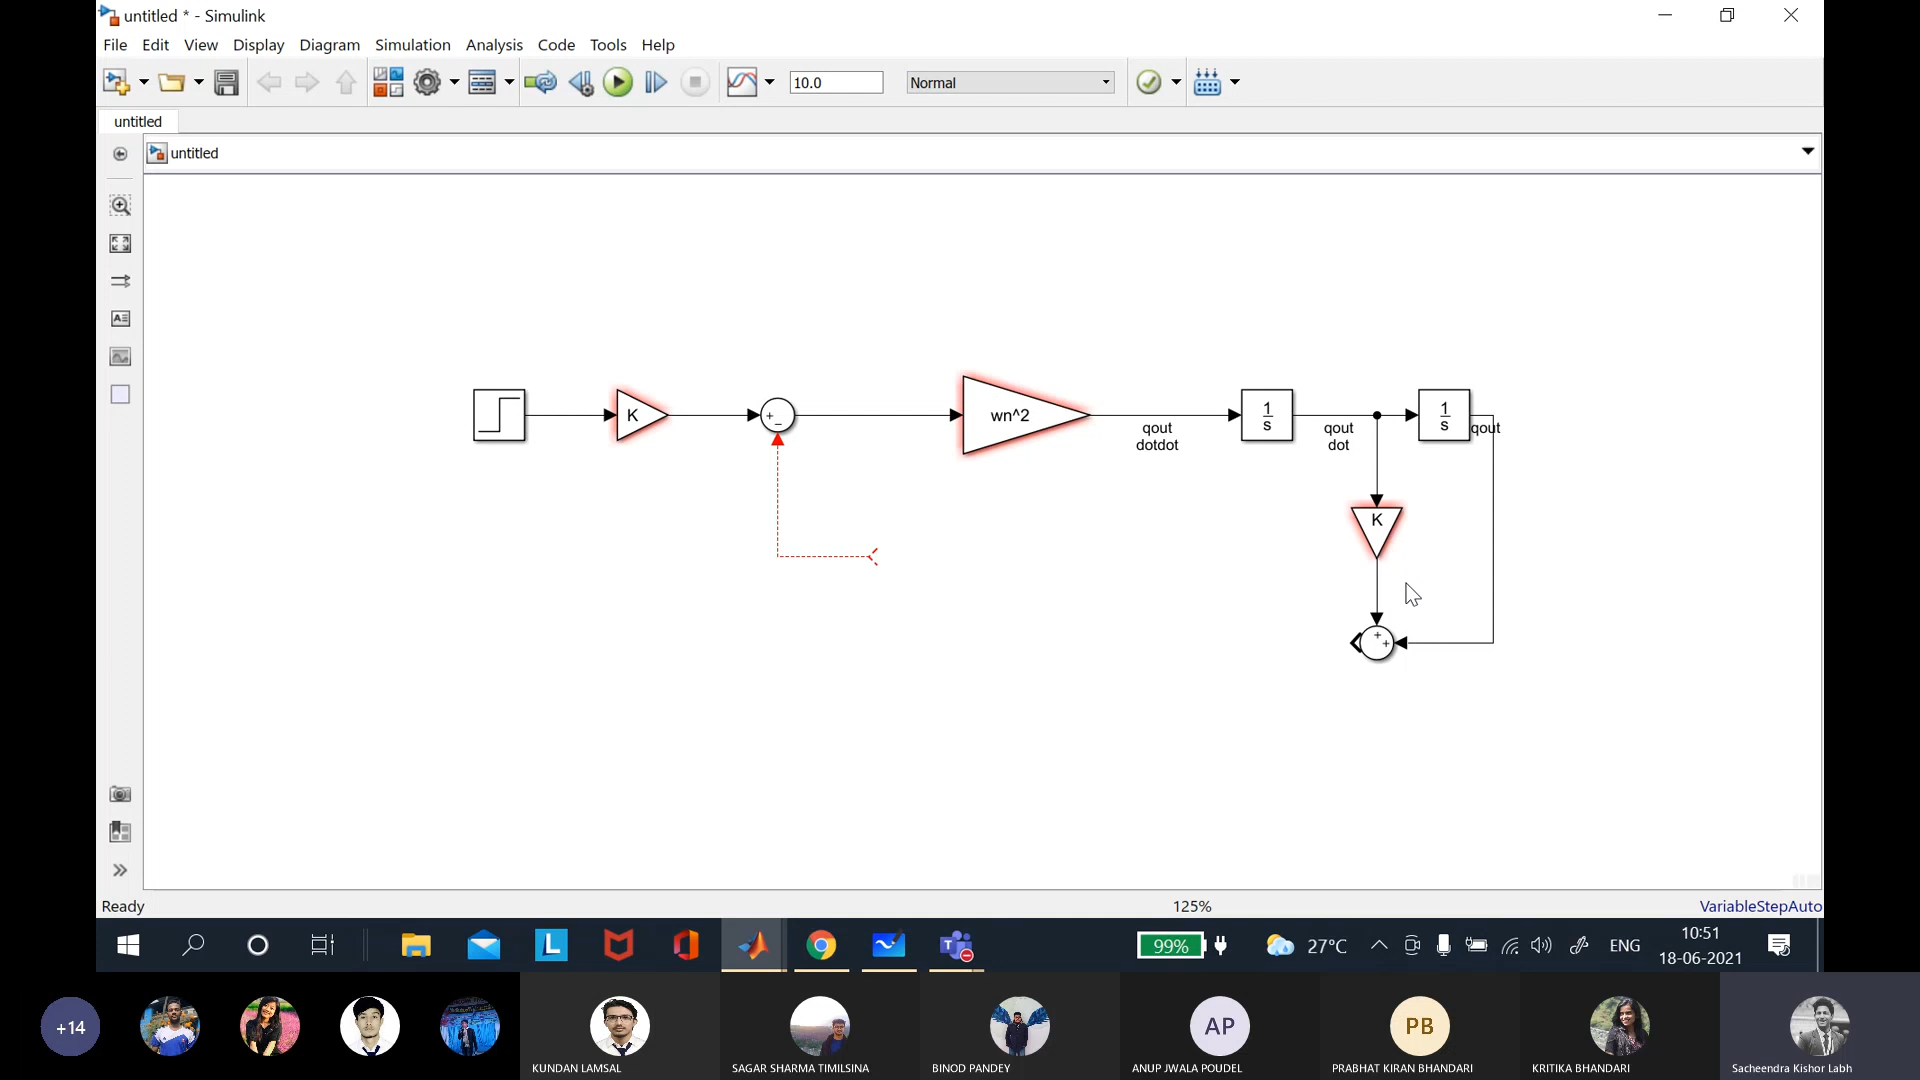 untitled * - Simulink
File Edit View Display Diagram Simulation Analysis Code Tools Help
10.0 Normal
untitled
untitled
K
+
-
wn^2
qout
dotdot
1
s
qout
dot
1
s
qout
K
+
+
Ready 125% VariableStepAuto
99% 27°C ENG 10:51
18-06-2021
+14 AP PB
KUNDAN LAMSAL SAGAR SHARMA TIMILSINA BINOD PANDEY ANUP JWALA POUDEL PRABHAT KIRAN BHANDARI KRITIKA BHANDARI Sacheendra Kishor Labh